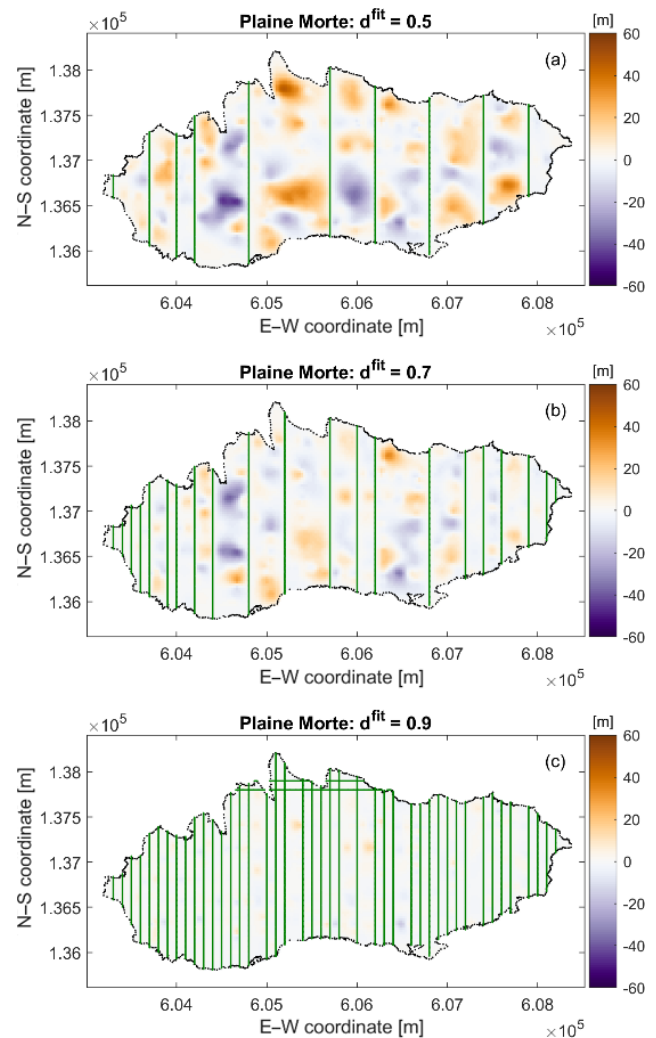 Plaine Morte: d^fit = 0.5
×10^5
[m]
(a)
1.38
1.375
1.37
1.365
1.36
N–S coordinate [m]
60
40
20
0
-20
-40
-60
6.04 6.05 6.06 6.07 6.08
E–W coordinate [m]
×10^5
Plaine Morte: d^fit = 0.7
×10^5
[m]
(b)
1.38
1.375
1.37
1.365
1.36
N–S coordinate [m]
60
40
20
0
-20
-40
-60
6.04 6.05 6.06 6.07 6.08
E–W coordinate [m]
×10^5
Plaine Morte: d^fit = 0.9
×10^5
[m]
(c)
1.38
1.375
1.37
1.365
1.36
N–S coordinate [m]
60
40
20
0
-20
-40
-60
6.04 6.05 6.06 6.07 6.08
E–W coordinate [m]
×10^5